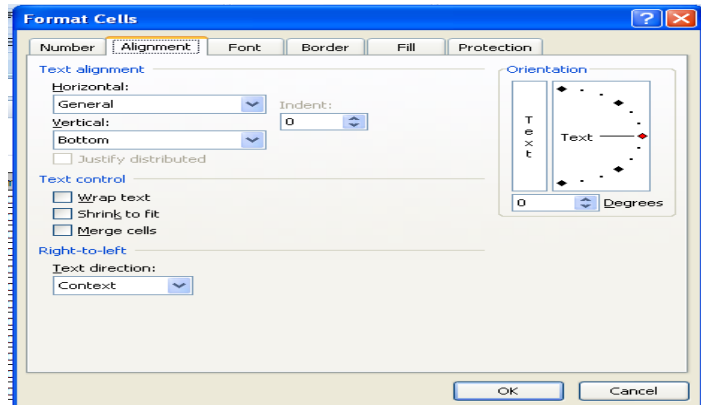 Format Cells
Number Alignment Font Border Fill Protection
Text alignment
Horizontal:
General
Indent:
0
Vertical:
Bottom
Justify distributed
Text control
Wrap text
Shrink to fit
Merge cells
Right-to-left
Text direction:
Context
Orientation
Text
Text
0 Degrees
OK Cancel